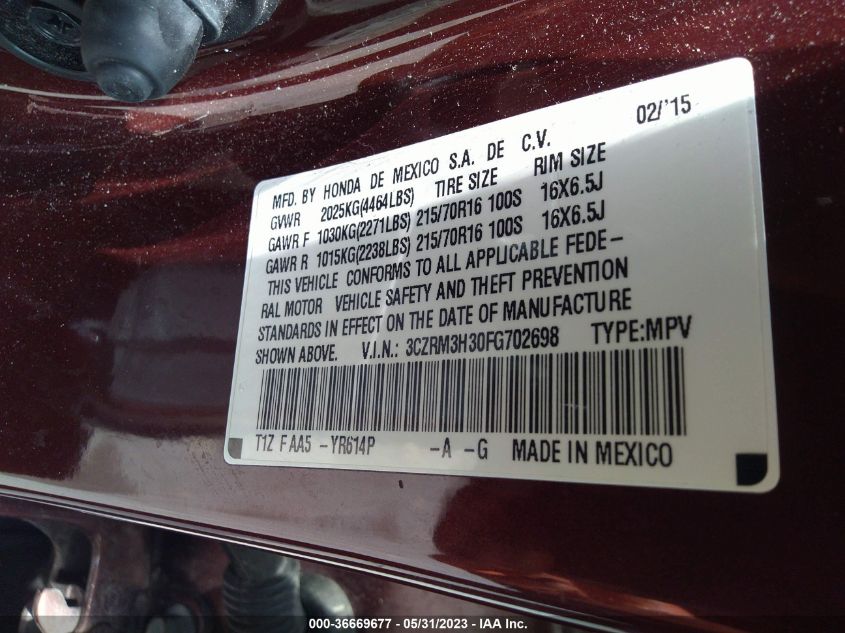 02/'15
MFD. BY HONDA DE MEXICO S.A. DE C.V.
GVWR 2025KG(4464LBS) TIRE SIZE RIM SIZE
GAWR F 1030KG(2271LBS) 215/70R16 100S 16X6.5J
GAWR R 1015KG(2238LBS) 215/70R16 100S 16X6.5J
THIS VEHICLE CONFORMS TO ALL APPLICABLE FEDE-
RAL MOTOR VEHICLE SAFETY AND THEFT PREVENTION
STANDARDS IN EFFECT ON THE DATE OF MANUFACTURE
SHOWN ABOVE. V.I.N.: 3CZRM3H30FG702698 TYPE:MPV
T1Z F AA5 -YR614P -A -G MADE IN MEXICO
000-36669677 - 05/31/2023 - IAA Inc.